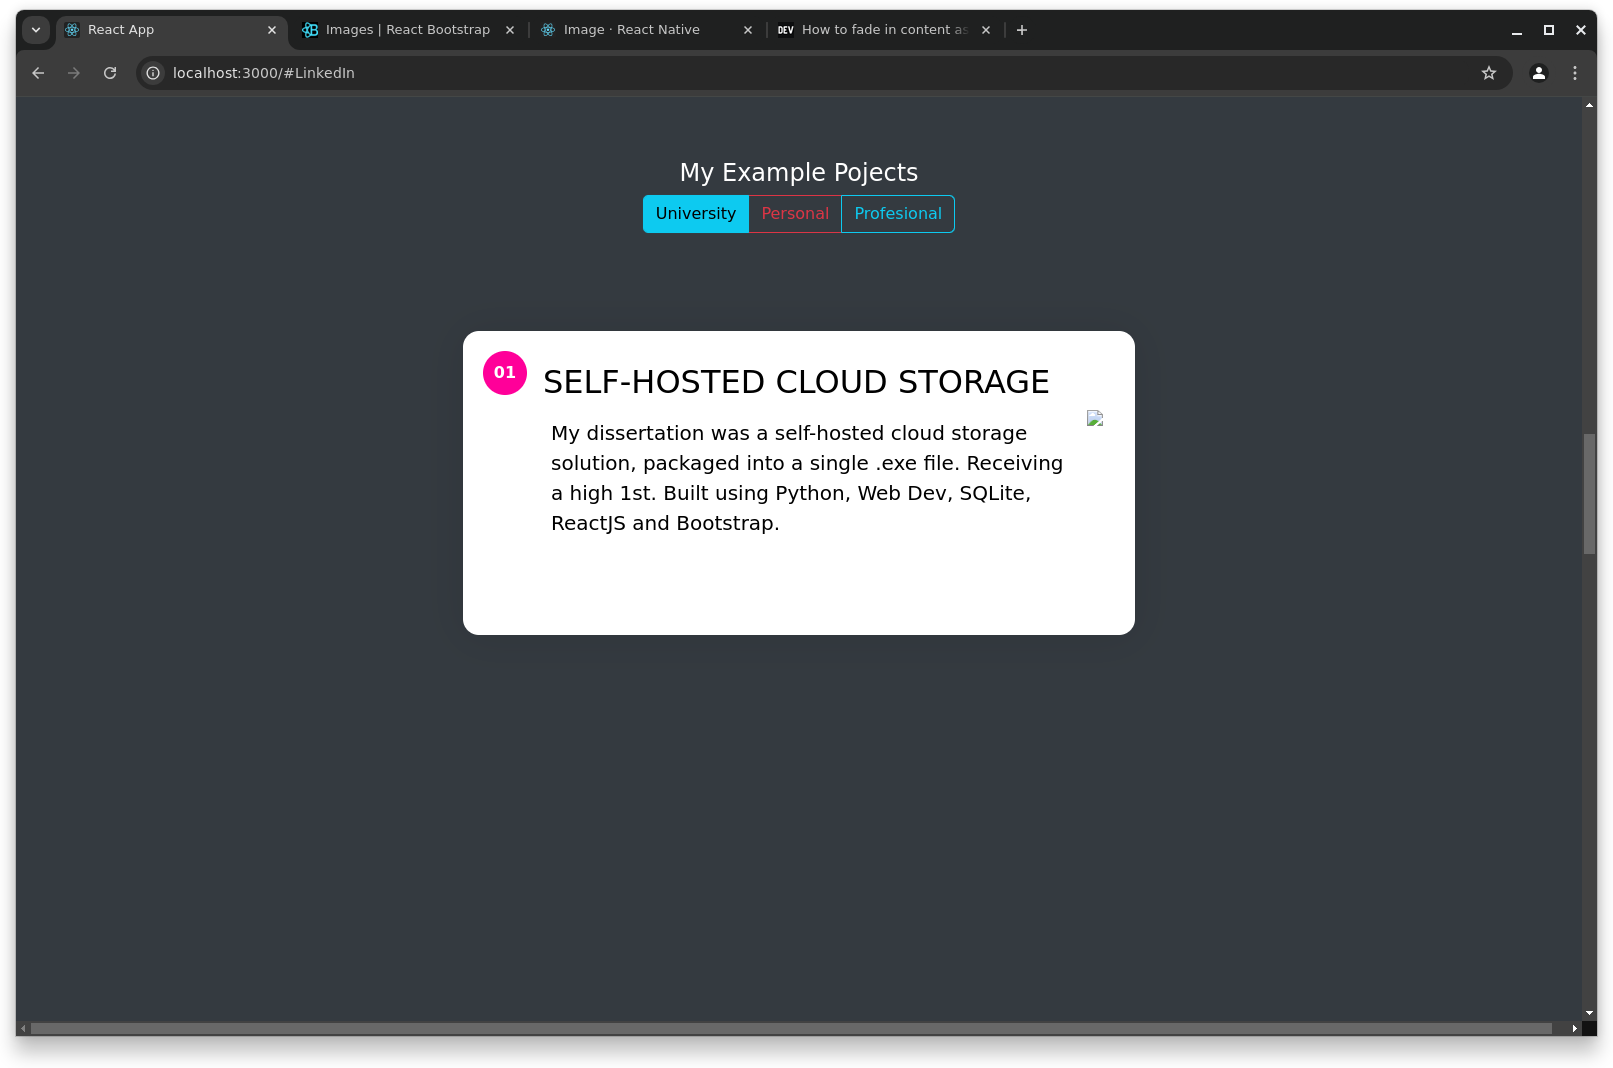 React App
Images | React Bootstrap
Image · React Native
DEV
How to fade in content as
localhost:3000/#LinkedIn
My Example Pojects
University
Personal
Profesional
01
SELF-HOSTED CLOUD STORAGE
My dissertation was a self-hosted cloud storage
solution, packaged into a single .exe file. Receiving
a high 1st. Built using Python, Web Dev, SQLite,
ReactJS and Bootstrap.